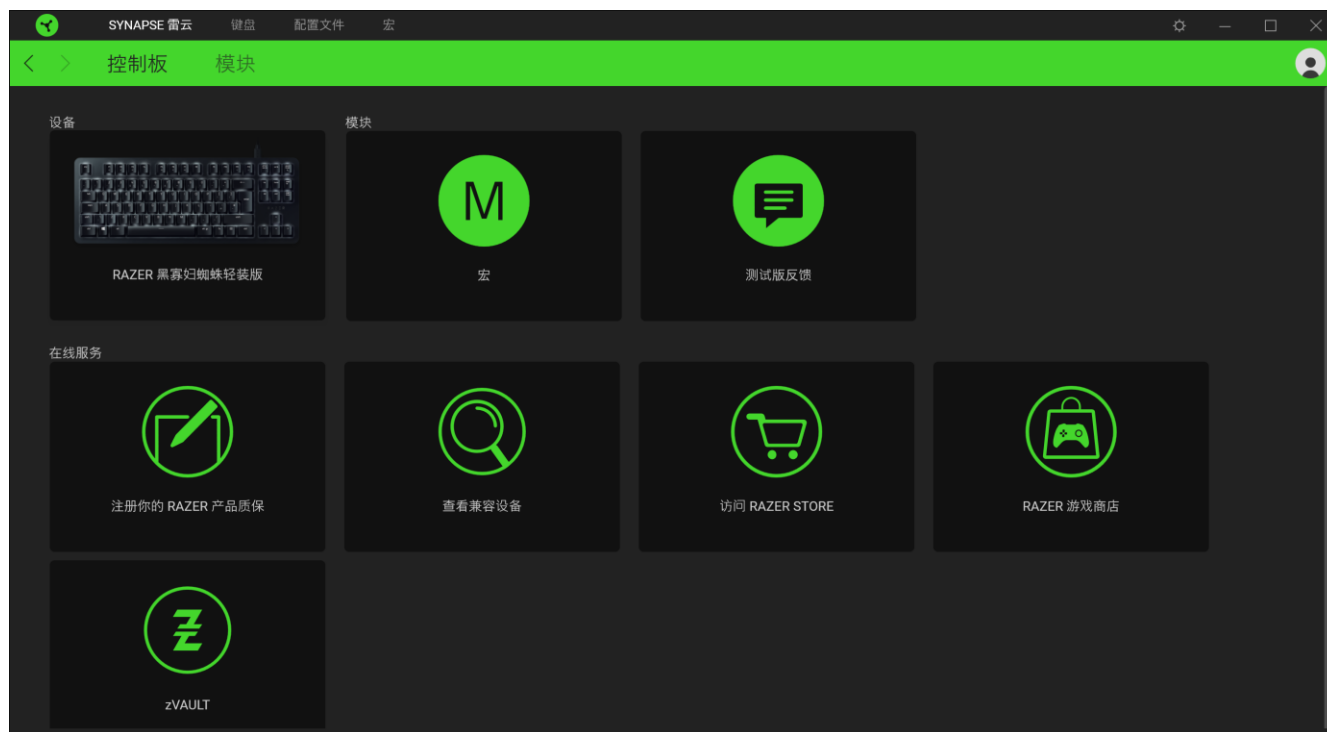 SYNAPSE 雷云 键盘 配置文件 宏
控制板 模块
设备 模块
M
RAZER 黑寡妇蜘蛛轻装版 宏 测试版反馈
在线服务
注册你的 RAZER 产品质保 查看兼容设备 访问 RAZER STORE RAZER 游戏商店
zVAULT